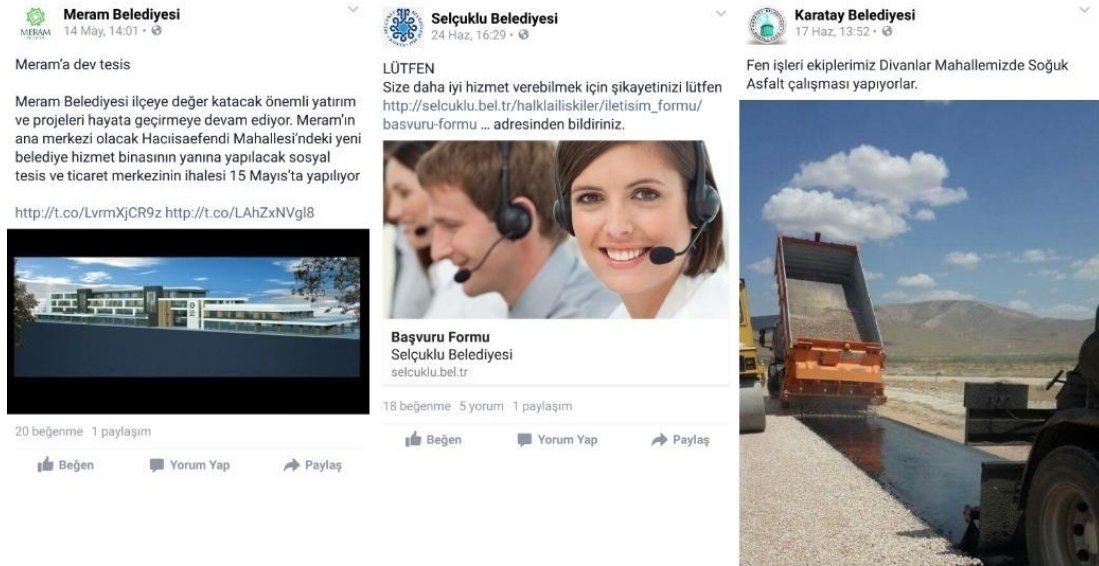 Meram Belediyesi
14 May, 14:01
MERAM
Meram'a dev tesis
Meram Belediyesi ilçeye değer katacak önemli yatırım
ve projeleri hayata geçirmeye devam ediyor. Meram'ın
ana merkezi olacak Hacıisaefendi Mahallesi'ndeki yeni
belediye hizmet binasının yanına yapılacak sosyal
tesis ve ticaret merkezinin ihalesi 15 Mayıs'ta yapılıyor
http://t.co/LvrmXjCR9z http://t.co/LAhZxNVgl8
20 beğenme 1 paylaşım
Beğen Yorum Yap Paylaş
Selçuklu Belediyesi
24 Haz, 16:29
LÜTFEN
Size daha iyi hizmet verebilmek için şikayetinizi lütfen
http://selcuklu.bel.tr/halklailiskiler/iletisim_formu/
basvuru-formu ... adresinden bildiriniz.
Başvuru Formu
Selçuklu Belediyesi
selcuklu.bel.tr
18 beğenme 5 yorum 1 paylaşım
Beğen Yorum Yap Paylaş
Karatay Belediyesi
17 Haz, 13:52
Fen işleri ekiplerimiz Divanlar Mahallemizde Soğuk
Asfalt çalışması yapıyorlar.